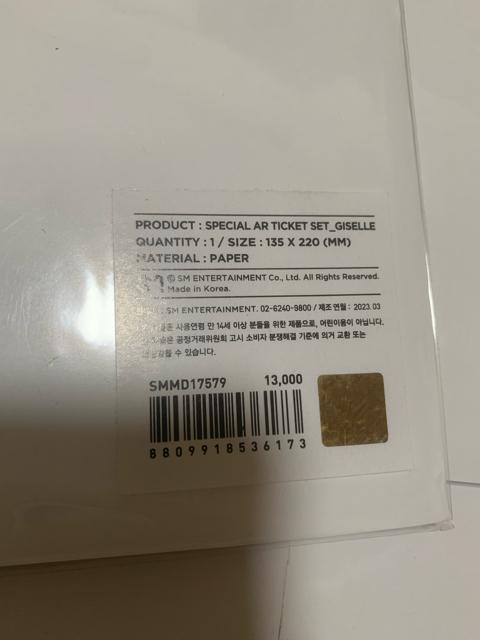 PRODUCT : SPECIAL AR TICKET SET_GISELLE
QUANTITY : 1 / SIZE : 135 X 220 (MM)
MATERIAL : PAPER
© SM ENTERTAINMENT Co., Ltd. All Rights Reserved.
Made in Korea.
SM ENTERTAINMENT. 02-6240-9800 / 제조 연월 : 2023.03
사용연령 만 14세 이상 분들을 위한 제품으로, 어린이용이 아닙니다.
공정거래위원회 고시 소비자 분쟁해결 기준에 의거 교환 또는
수 있습니다.
SMMD17579 13,000
8809918536173